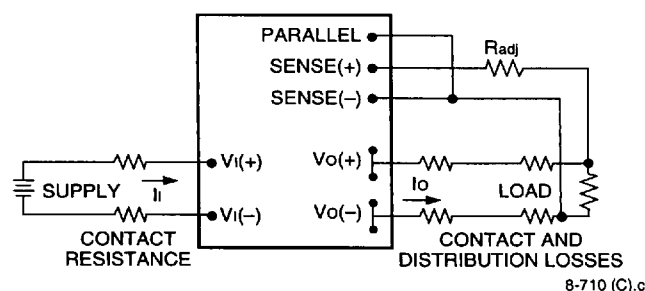 PARALLEL
Radj
SENSE(+)
SENSE(–)
VI(+)
VO(+)
SUPPLY
II
IO
LOAD
VI(–)
VO(–)
CONTACT
RESISTANCE
CONTACT AND
DISTRIBUTION LOSSES
8-710 (C).c